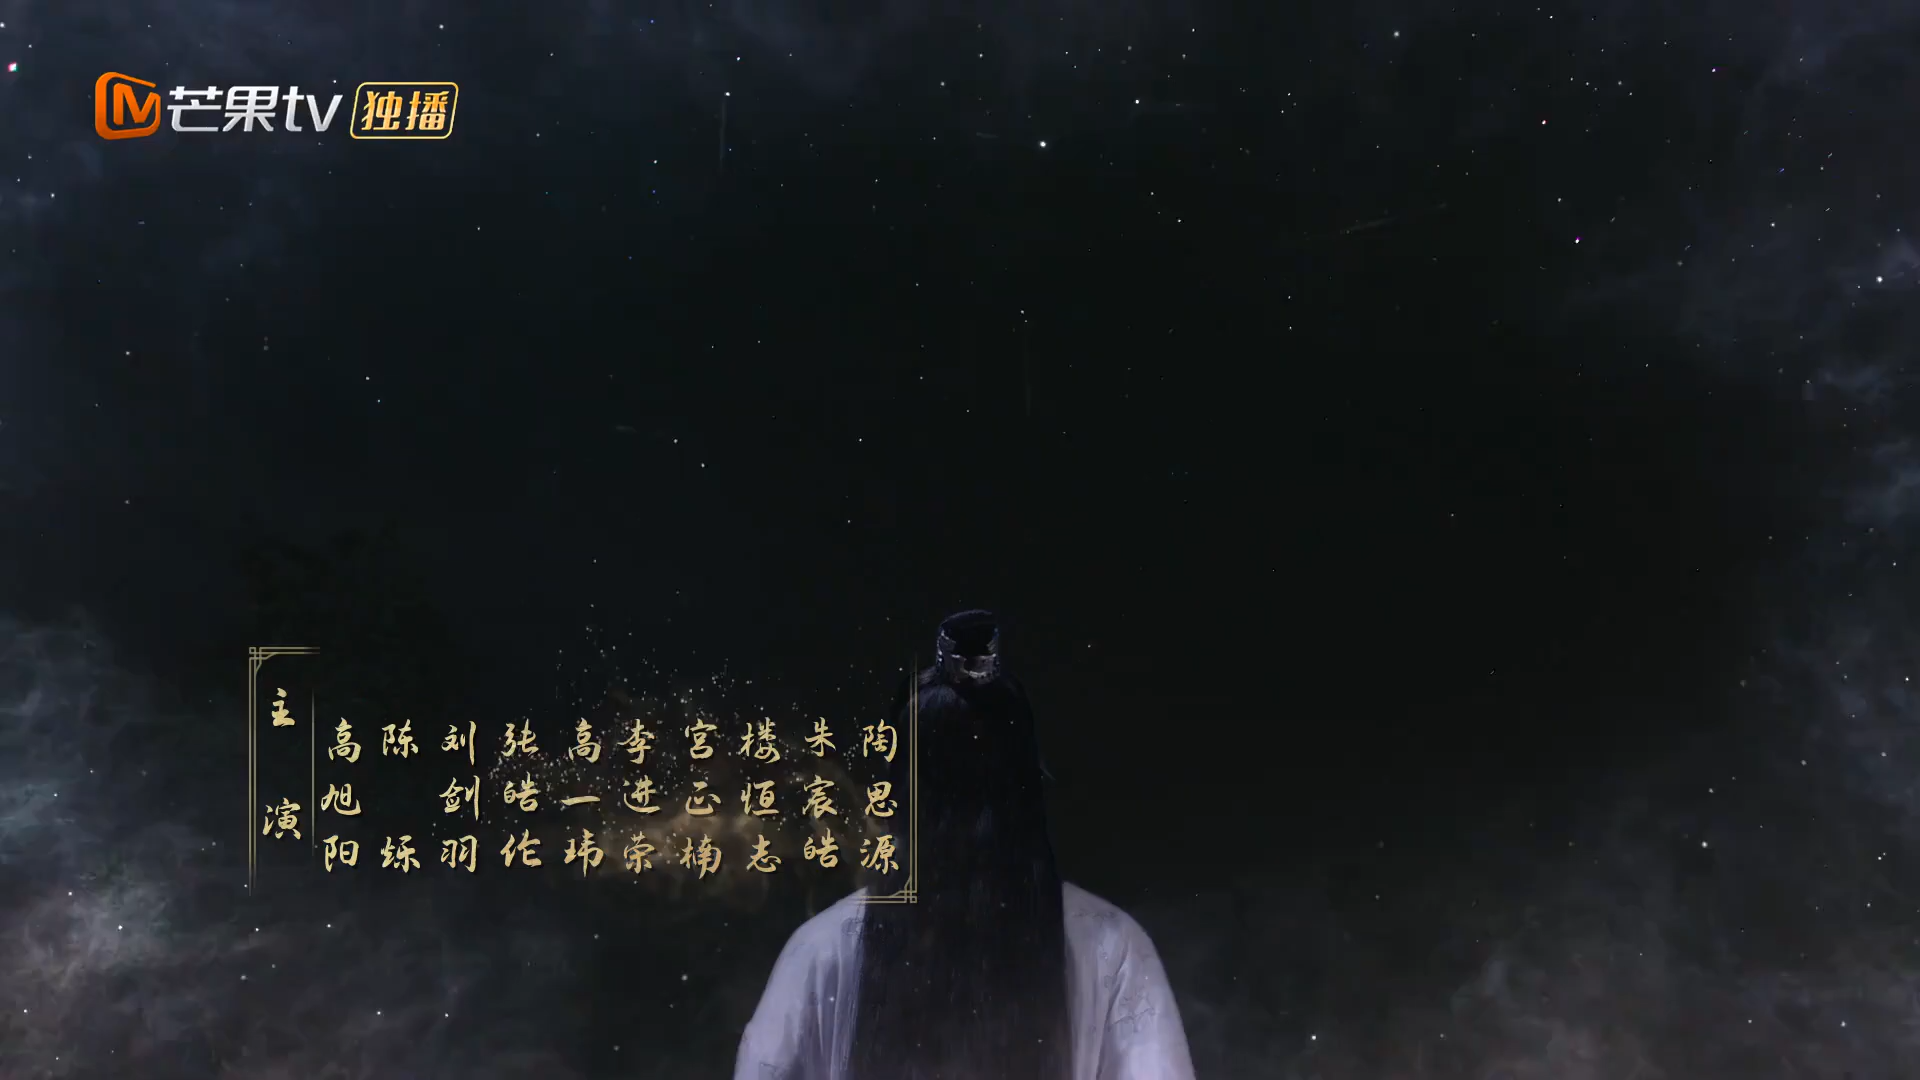 芒果tv 独播
主演
高旭阳
陈烁
刘剑羽
张皓伦
高一玮
李进荣
宫正楠
楼恒志
朱宸皓
陶思源